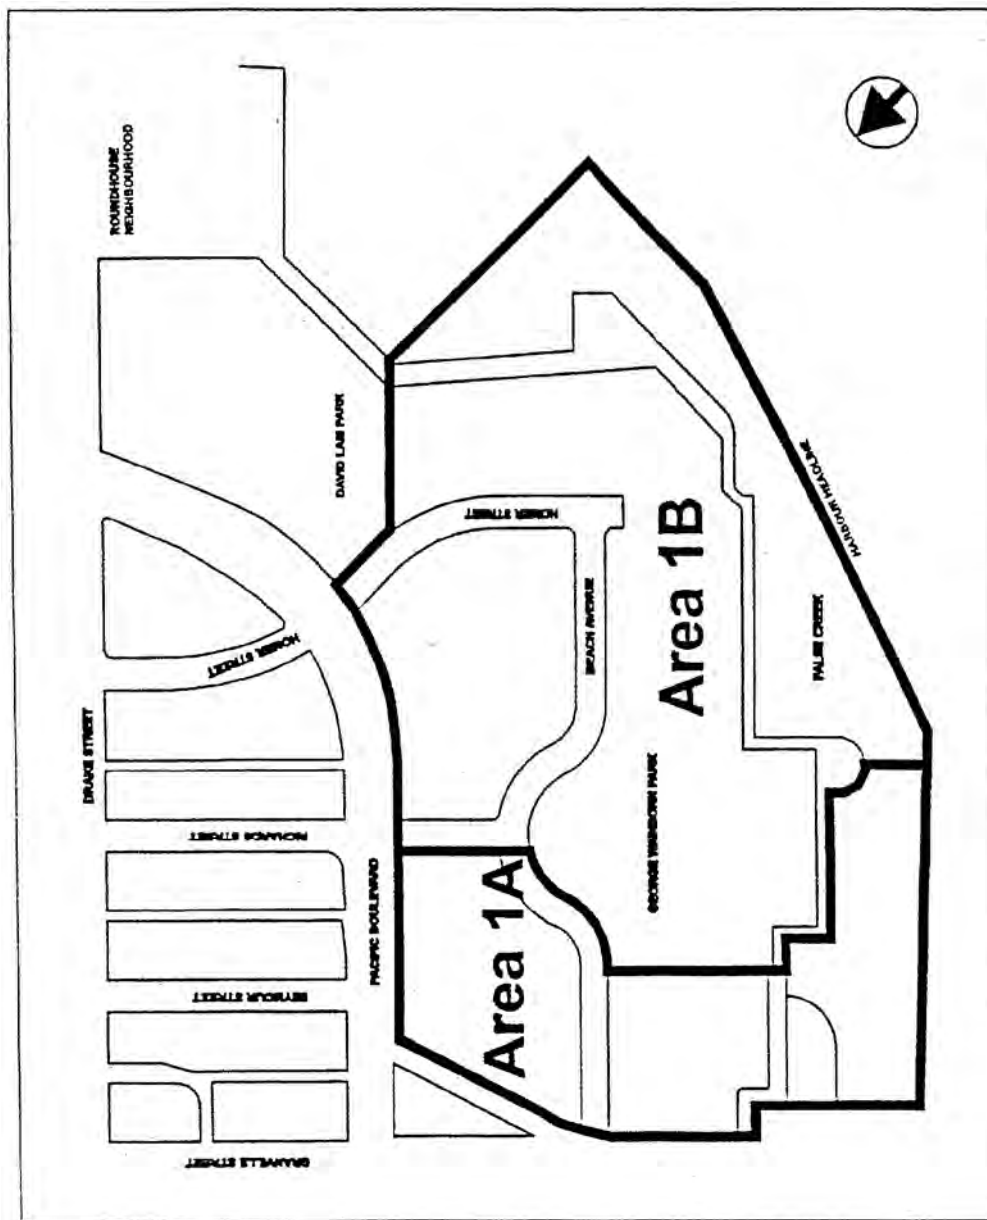 ROUNDHOUSE
NEIGHBOURHOOD
DAVID LAM PARK
HOMER STREET
HARBOUR HEADLINE
BEACH AVENUE
Area 1B
FALSE CREEK
HOMER STREET
DRAKE STREET
RICHARDS STREET
GEORGE WAINBORN PARK
PACIFIC BOULEVARD
Area 1A
SEYMOUR STREET
GRANVILLE STREET